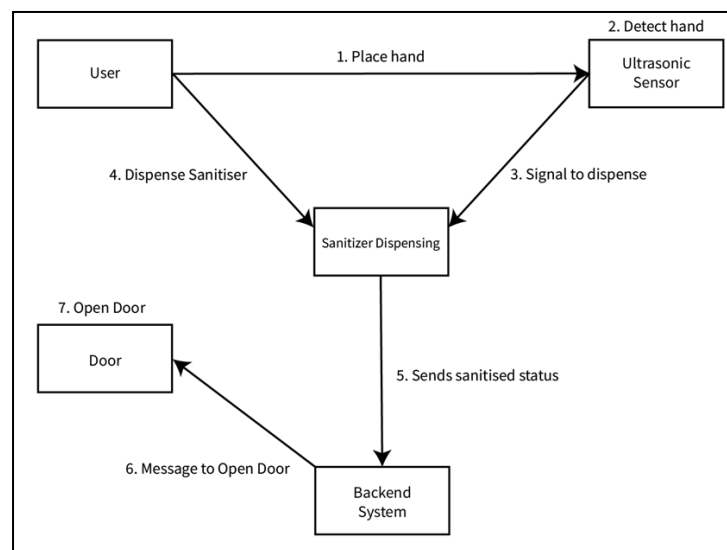 2. Detect hand
1. Place hand
User
Ultrasonic
Sensor
4. Dispense Sanitiser
3. Signal to dispense
Sanitizer Dispensing
7. Open Door
Door
5. Sends sanitised status
6. Message to Open Door
Backend
System